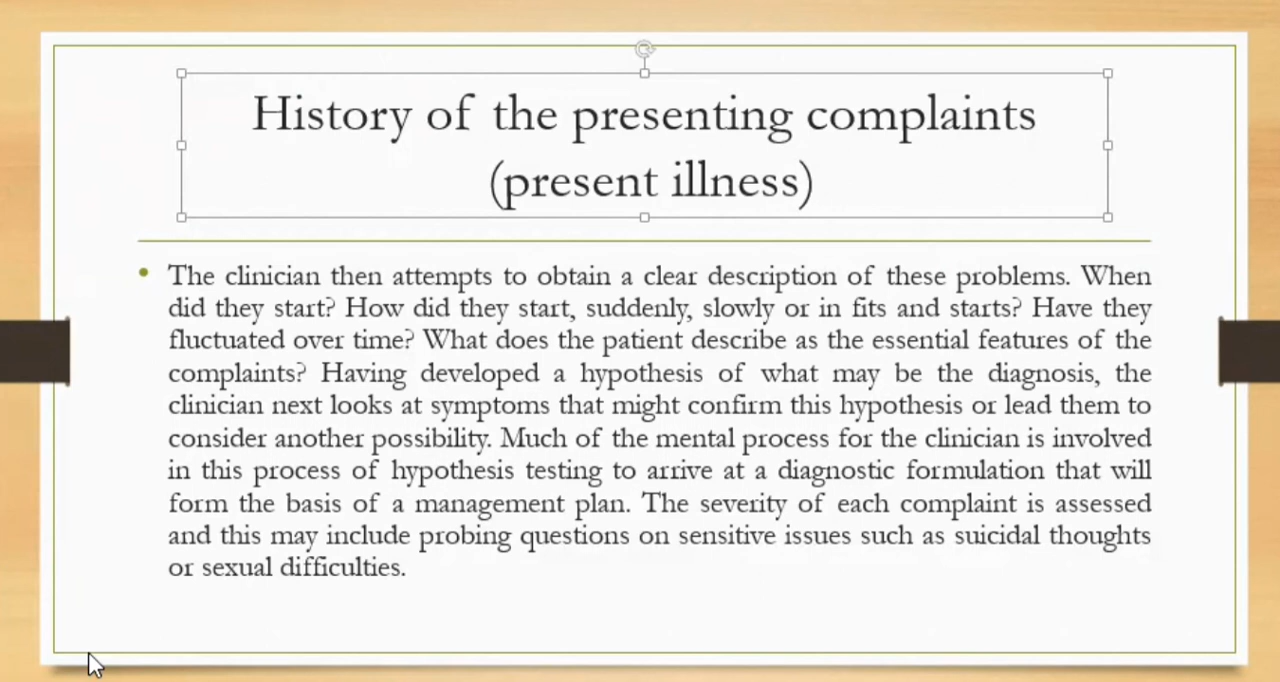 History of the presenting complaints
(present illness)
• The clinician then attempts to obtain a clear description of these problems. When
did they start? How did they start, suddenly, slowly or in fits and starts? Have they
fluctuated over time? What does the patient describe as the essential features of the
complaints? Having developed a hypothesis of what may be the diagnosis, the
clinician next looks at symptoms that might confirm this hypothesis or lead them to
consider another possibility. Much of the mental process for the clinician is involved
in this process of hypothesis testing to arrive at a diagnostic formulation that will
form the basis of a management plan. The severity of each complaint is assessed
and this may include probing questions on sensitive issues such as suicidal thoughts
or sexual difficulties.